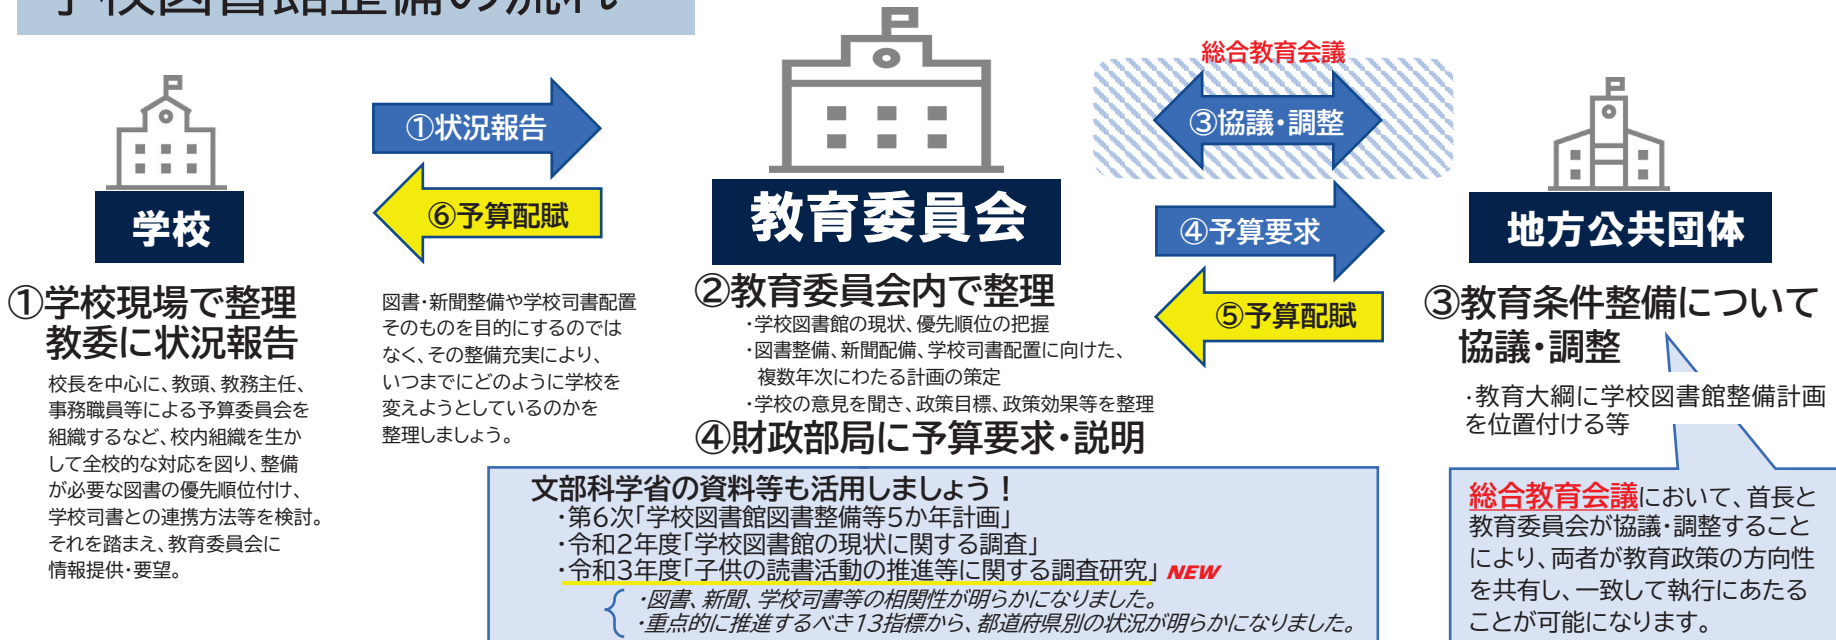 学校図書館整備の流れ
学校
①状況報告
⑥予算配賦
教育委員会
総合教育会議
③協議・調整
④予算要求
⑤予算配賦
地方公共団体
①学校現場で整理
教委に状況報告
校長を中心に、教頭、教務主任、
事務職員等による予算委員会を
組織するなど、校内組織を生か
して全校的な対応を図り、整備
が必要な図書の優先順位付け、
学校司書との連携方法等を検討。
それを踏まえ、教育委員会に
情報提供・要望。
図書・新聞整備や学校司書配置
そのものを目的にするのでは
なく、その整備充実により、
いつまでにどのように学校を
変えようとしているのかを
整理しましょう。
②教育委員会内で整理
・学校図書館の現状、優先順位の把握
・図書整備、新聞配備、学校司書配置に向けた、
複数年次にわたる計画の策定
・学校の意見を聞き、政策目標、政策効果等を整理
④財政部局に予算要求・説明
文部科学省の資料等も活用しましょう！
・第6次「学校図書館図書整備等5か年計画」
・令和2年度「学校図書館の現状に関する調査」
・令和3年度「子供の読書活動の推進等に関する調査研究」 NEW
・図書、新聞、学校司書等の相関性が明らかになりました。
・重点的に推進するべき13指標から、都道府県別の状況が明らかになりました。
③教育条件整備について
協議・調整
・教育大綱に学校図書館整備計画
を位置付ける等
総合教育会議において、首長と
教育委員会が協議・調整すること
により、両者が教育政策の方向性
を共有し、一致して執行にあたる
ことが可能になります。